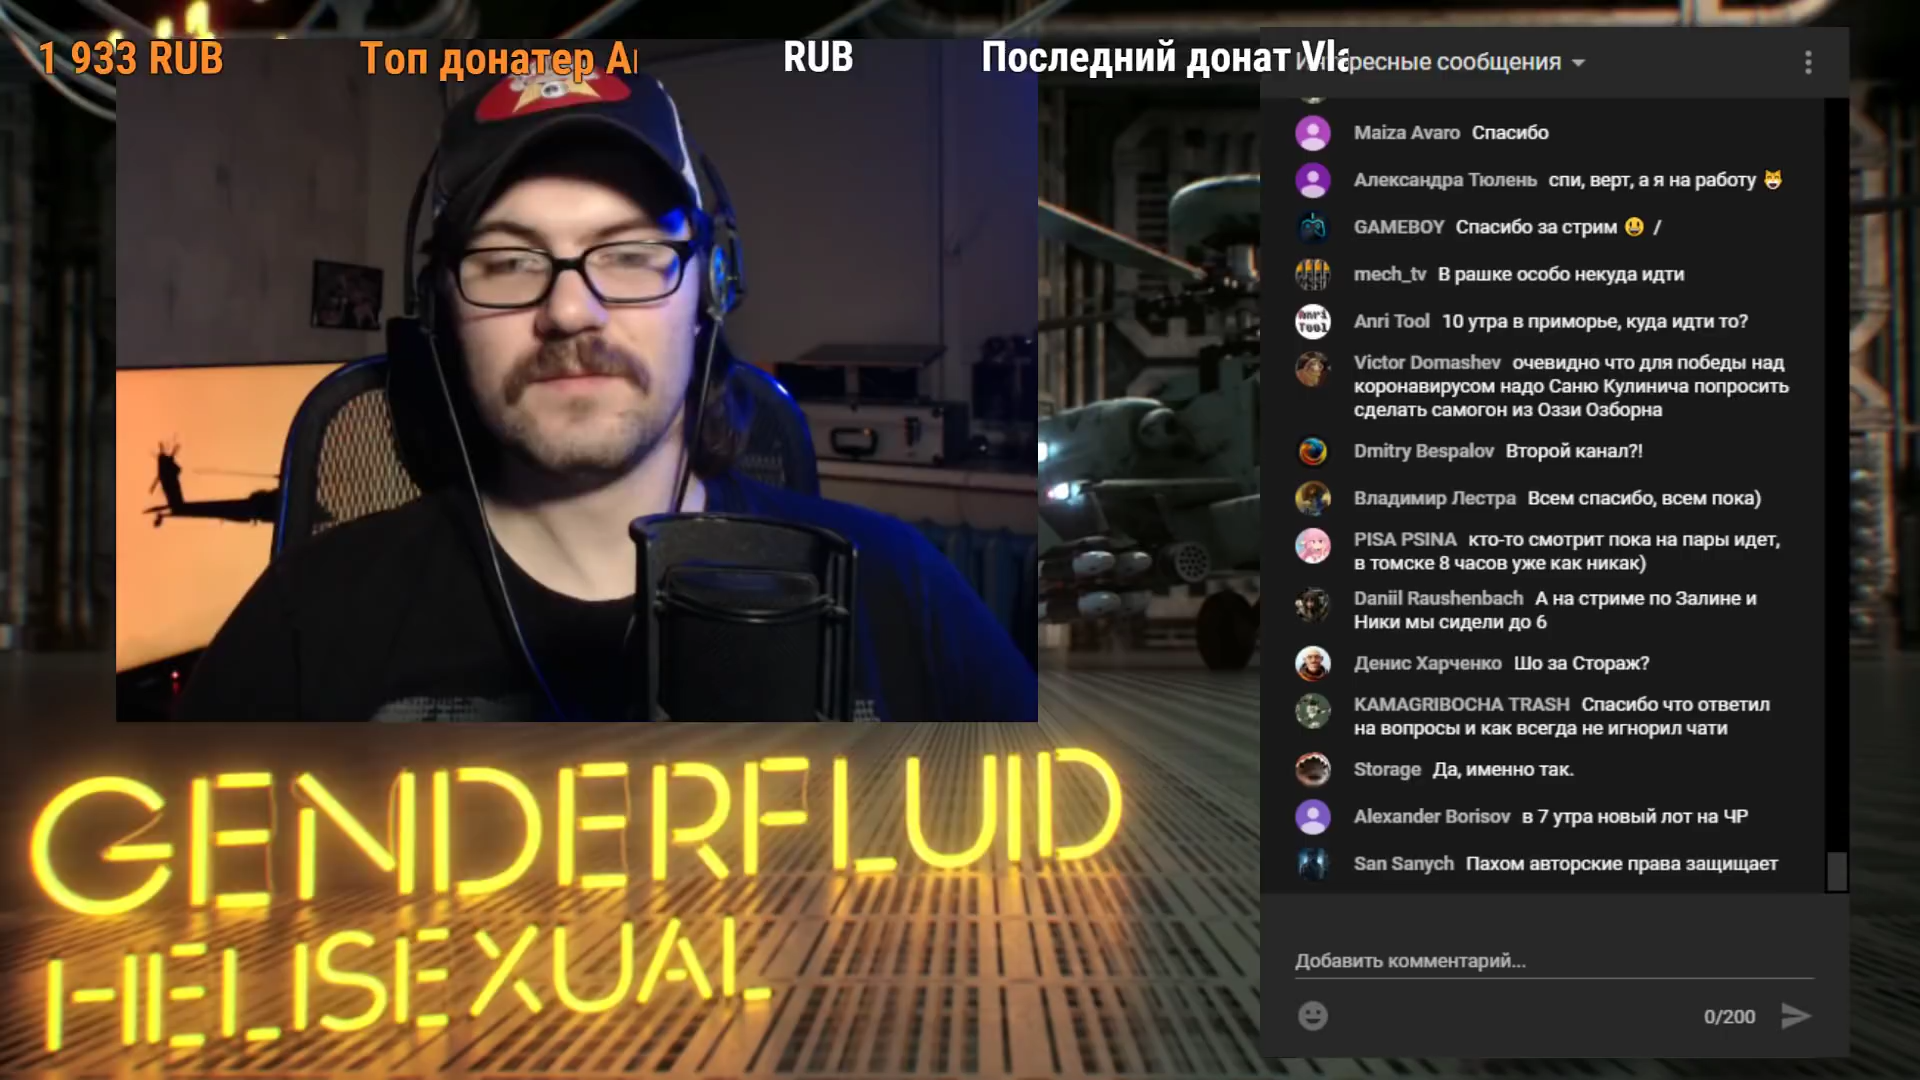 1 933 RUB
Топ донатер
RUB
Последний донат
ресные сообщения
Maiza Avaro Спасибо
Александра Тюлень спи, верт, а я на работу 😸
GAMEBOY Спасибо за стрим 😃 /
mech_tv В рашке особо некуда идти
Anri Tool 10 утра в приморье, куда идти то?
Victor Domashev очевидно что для победы над
коронавирусом надо Саню Кулинича попросить
сделать самогон из Оззи Озборна
Dmitry Bespalov Второй канал?!
Владимир Лестра Всем спасибо, всем пока)
PISA PSINA кто-то смотрит пока на пары идет,
в томске 8 часов уже как никак)
Daniil Raushenbach А на стриме по Залине и
Ники мы сидели до 6
Денис Харченко Шо за Стораж?
KAMAGRIBOCHA TRASH Спасибо что ответил
на вопросы и как всегда не игнорил чати
Storage Да, именно так.
Alexander Borisov в 7 утра новый лот на ЧР
San Sanych Пахом авторские права защищает
Добавить комментарий...
0/200
GENDERFLUID
HELISEXUAL
Anri
Tool